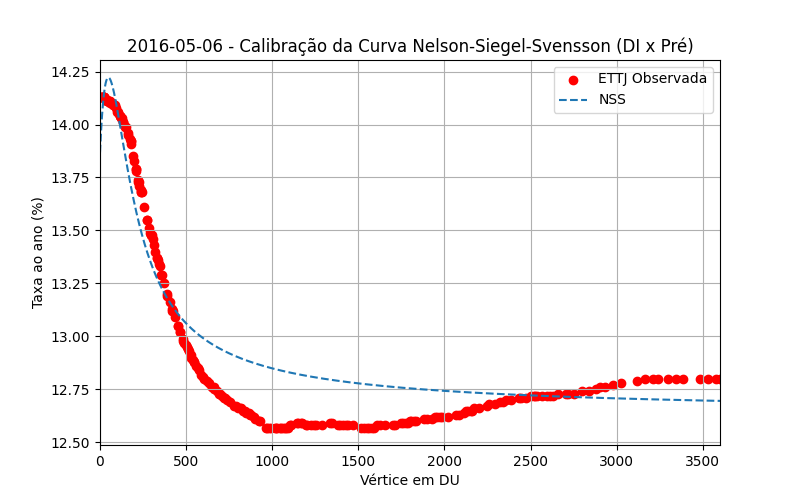 2016-05-06 - Calibração da Curva Nelson-Siegel-Svensson (DI x Pré)
ETTJ Observada
NSS
Taxa ao ano (%)
14.25
14.00
13.75
13.50
13.25
13.00
12.75
12.50
0 500 1000 1500 2000 2500 3000 3500
Vértice em DU